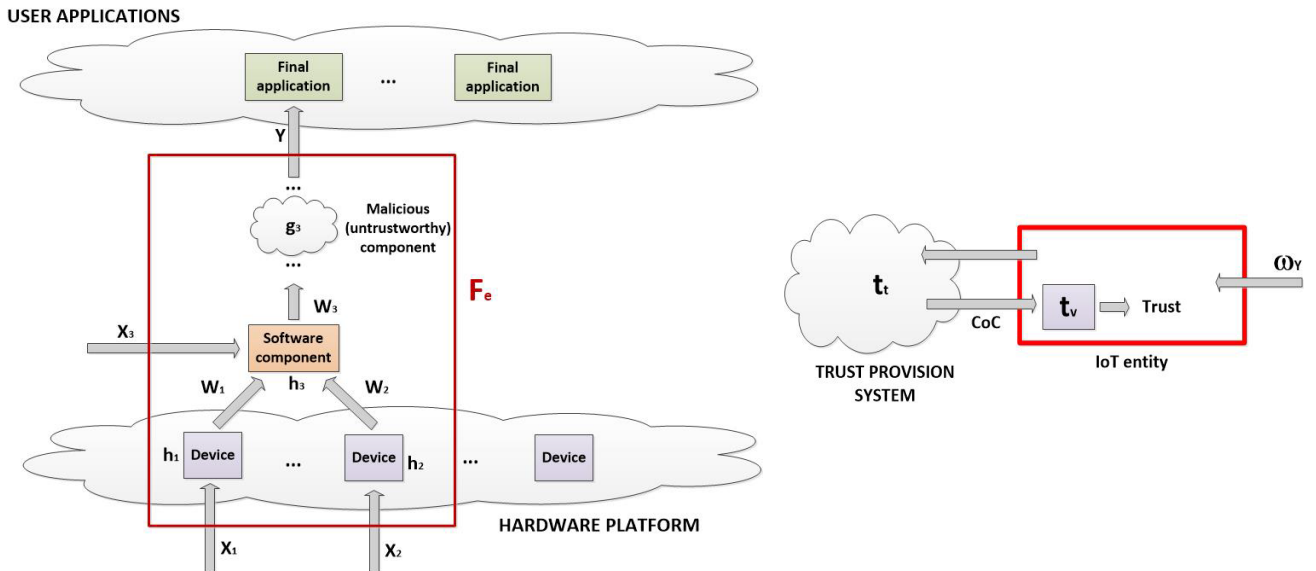 USER APPLICATIONS
Final
application
...
Final
application
Y
...
g₃
Malicious
(untrustworthy)
component
...
Fₑ
W₃
X₃
Software
component
h₃
W₁
W₂
h₁
Device
...
Device
h₂
...
Device
HARDWARE PLATFORM
X₁
X₂
tₜ
CoC
tᵥ
Trust
ωY
IoT entity
TRUST PROVISION
SYSTEM